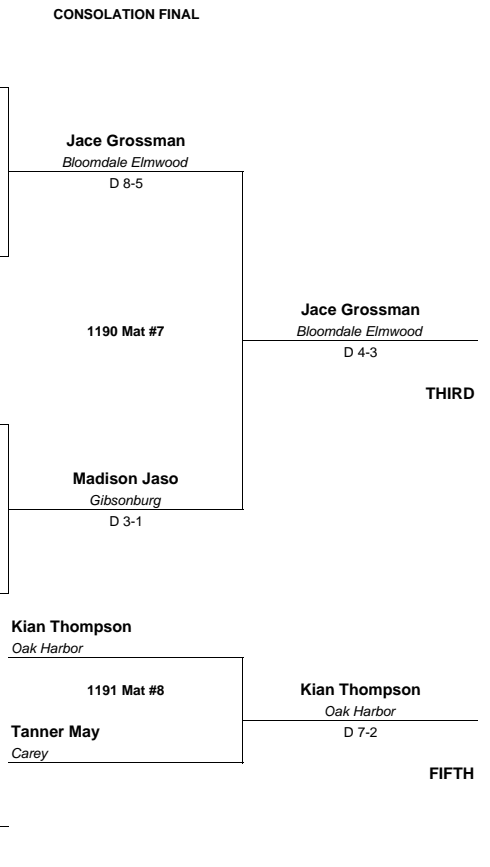 CONSOLATION FINAL
Jace Grossman
Bloomdale Elmwood
D 8-5
1190 Mat #7
Jace Grossman
Bloomdale Elmwood
D 4-3
THIRD
Madison Jaso
Gibsonburg
D 3-1
Kian Thompson
Oak Harbor
1191 Mat #8
Kian Thompson
Oak Harbor
D 7-2
Tanner May
Carey
FIFTH